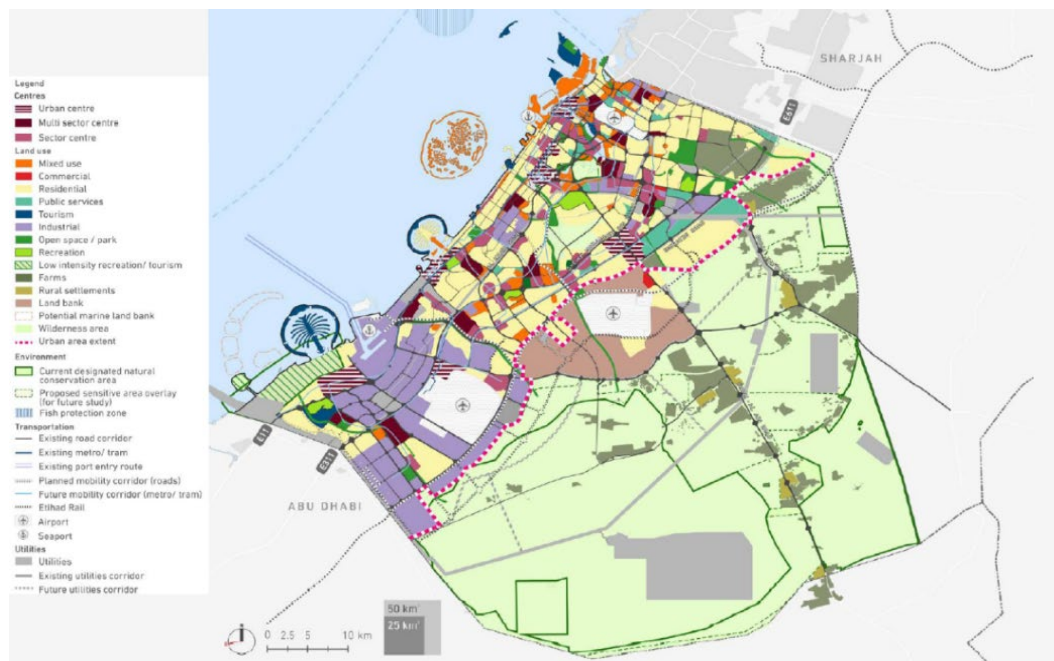 Legend
Centres
Urban centre
Multi sector centre
Sector centre
Land use
Mixed use
Commercial
Residential
Public services
Tourism
Industrial
Open space / park
Recreation
Low intensity recreation/ tourism
Farms
Rural settlements
Land bank
Potential marine land bank
Wilderness area
Urban area extent
Environment
Current designated natural
conservation area
Proposed sensitive area overlay
(for future study)
Fish protection zone
Transportation
Existing road corridor
Existing metro/ tram
Existing port entry route
Planned mobility corridor (roads)
Future mobility corridor (metro/ tram)
Etihad Rail
Airport
Seaport
Utilities
Utilities
Existing utilities corridor
Future utilities corridor
SHARJAH
E611
E11
E311
ABU DHABI
0 2.5 5 10 km
50 km²
25 km²